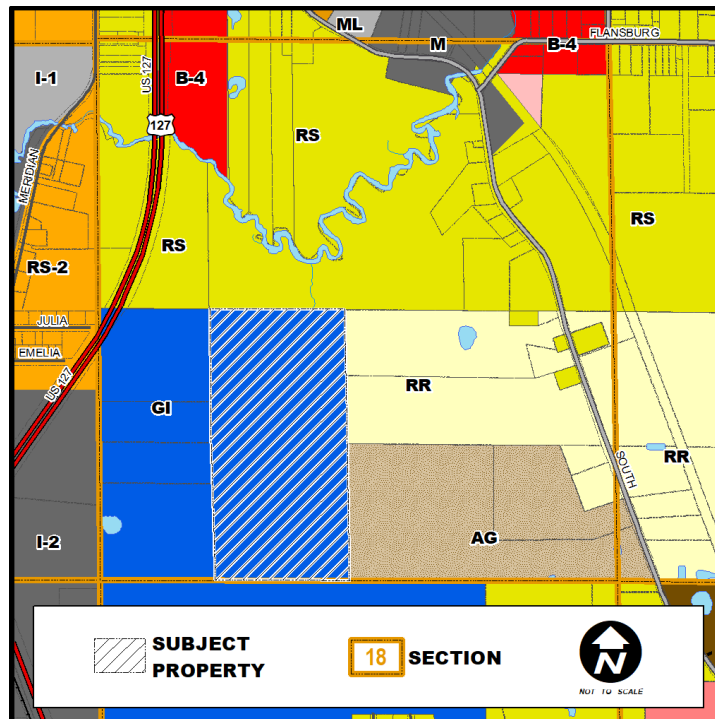 ML
FLANSBURG
M
B-4
I-1
US 127
B-4
127
RS
MERIDIAN
RS
RS
RS-2
JULIA
EMELIA
US 127
RR
GI
SOUTH
RR
AG
I-2
SUBJECT
PROPERTY
18 SECTION
N
NOT TO SCALE